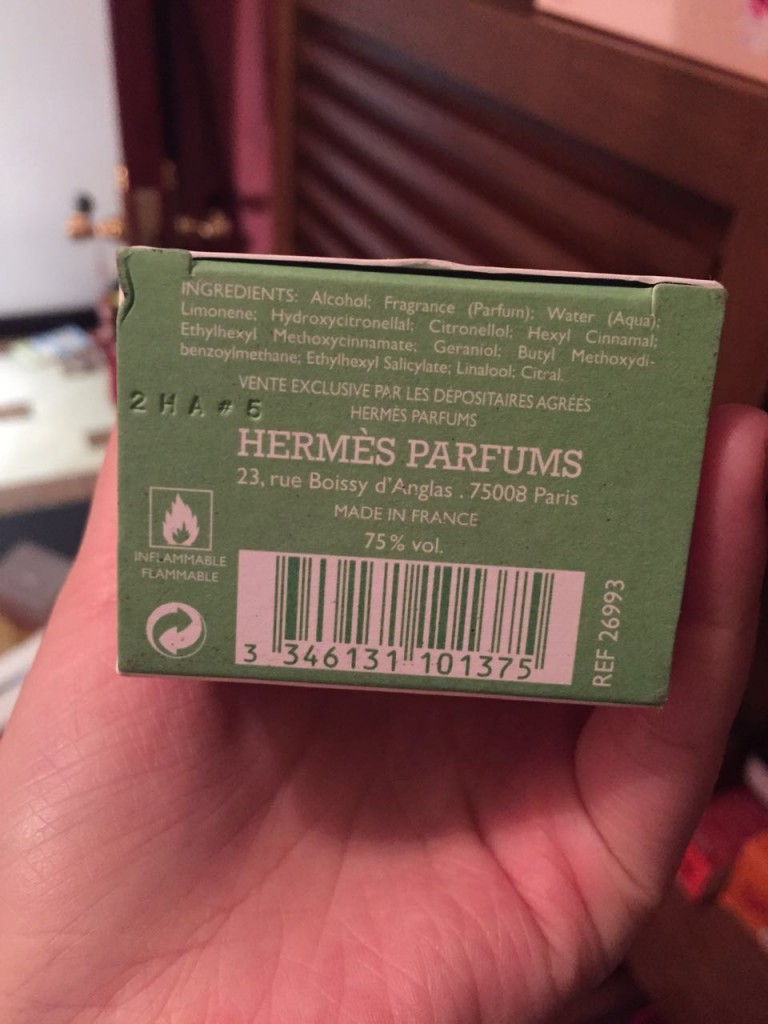 INGREDIENTS: Alcohol; Fragrance (Parfum); Water (Aqua);
Limonene; Hydroxycitronellal; Citronellol; Hexyl Cinnamal;
Ethylhexyl Methoxycinnamate; Geraniol; Butyl Methoxydi-
benzoylmethane; Ethylhexyl Salicylate; Linalool; Citral.
VENTE EXCLUSIVE PAR LES DÉPOSITAIRES AGRÉÉS
HERMÈS PARFUMS
2HA#5
HERMÈS PARFUMS
23, rue Boissy d'Anglas . 75008 Paris
MADE IN FRANCE
75% vol.
INFLAMMABLE
FLAMMABLE
3 346131 101375
REF 26993